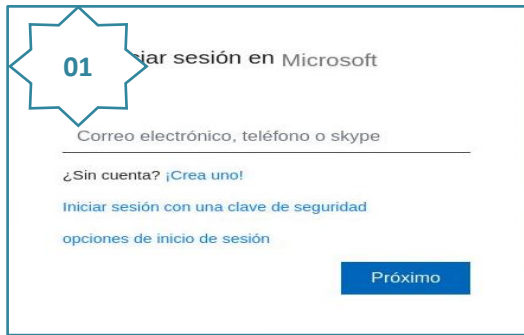 01
iar sesión en Microsoft
Correo electrónico, teléfono o skype
¿Sin cuenta? ¡Crea uno!
Iniciar sesión con una clave de seguridad
opciones de inicio de sesión
Próximo